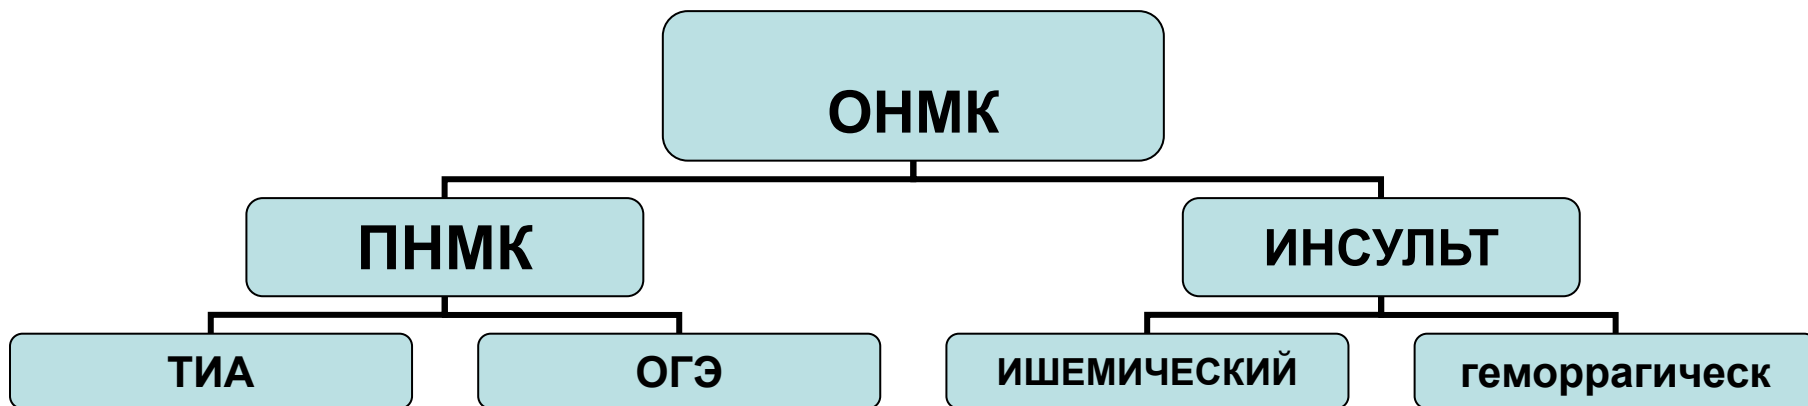 ОНМК
ПНМК
ИНСУЛЬТ
ТИА
ОГЭ
ИШЕМИЧЕСКИЙ
геморрагическ